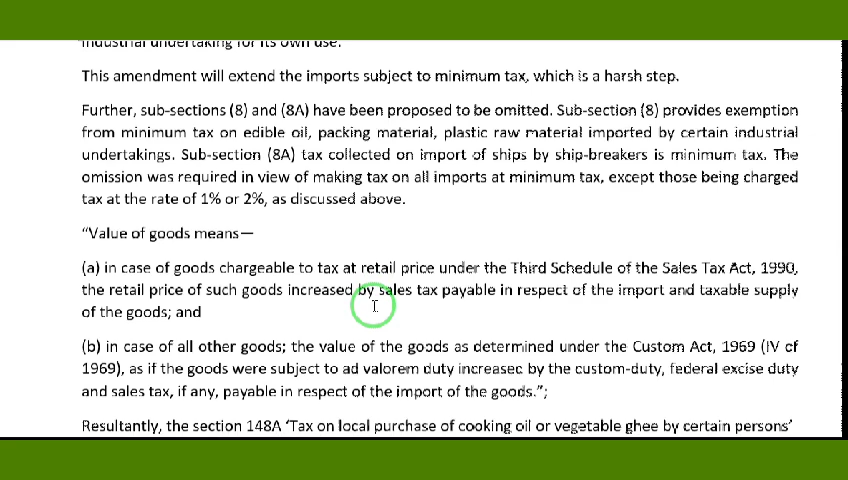 industrial undertaking for its own use.
This amendment will extend the imports subject to minimum tax, which is a harsh step.
Further, sub-sections (8) and (8A) have been proposed to be omitted. Sub-section (8) provides exemption
from minimum tax on edible oil, packing material, plastic raw material imported by certain industrial
undertakings. Sub-section (8A) tax collected on import of ships by ship-breakers is minimum tax. The
omission was required in view of making tax on all imports at minimum tax, except those being charged
tax at the rate of 1% or 2%, as discussed above.
“Value of goods means—
(a) in case of goods chargeable to tax at retail price under the Third Schedule of the Sales Tax Act, 1990,
the retail price of such goods increased by sales tax payable in respect of the import and taxable supply
of the goods; and
(b) in case of all other goods; the value of the goods as determined under the Custom Act, 1969 (IV of
1969), as if the goods were subject to ad valorem duty increased by the custom-duty, federal excise duty
and sales tax, if any, payable in respect of the import of the goods.”;
Resultantly, the section 148A ‘Tax on local purchase of cooking oil or vegetable ghee by certain persons’